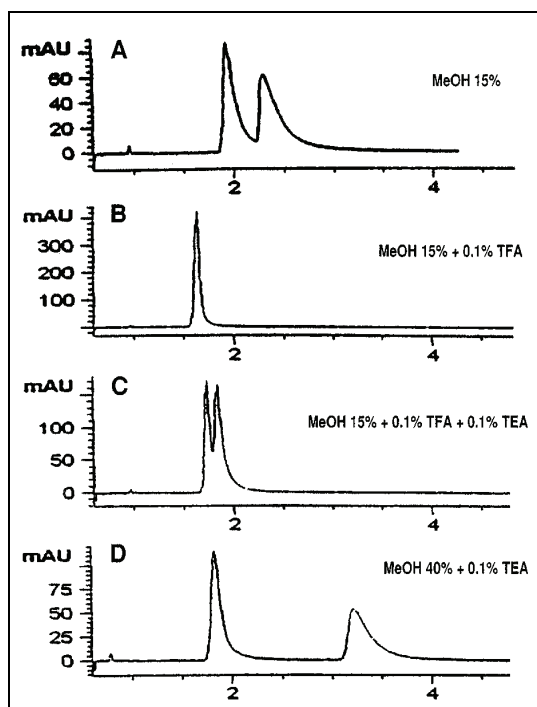 mAU
A
MeOH 15%
60
40
20
0
2
4
mAU
B
MeOH 15% + 0.1% TFA
300
200
100
2
4
mAU
C
MeOH 15% + 0.1% TFA + 0.1% TEA
100
50
0
2
4
mAU
D
MeOH 40% + 0.1% TEA
75
50
25
0
2
4